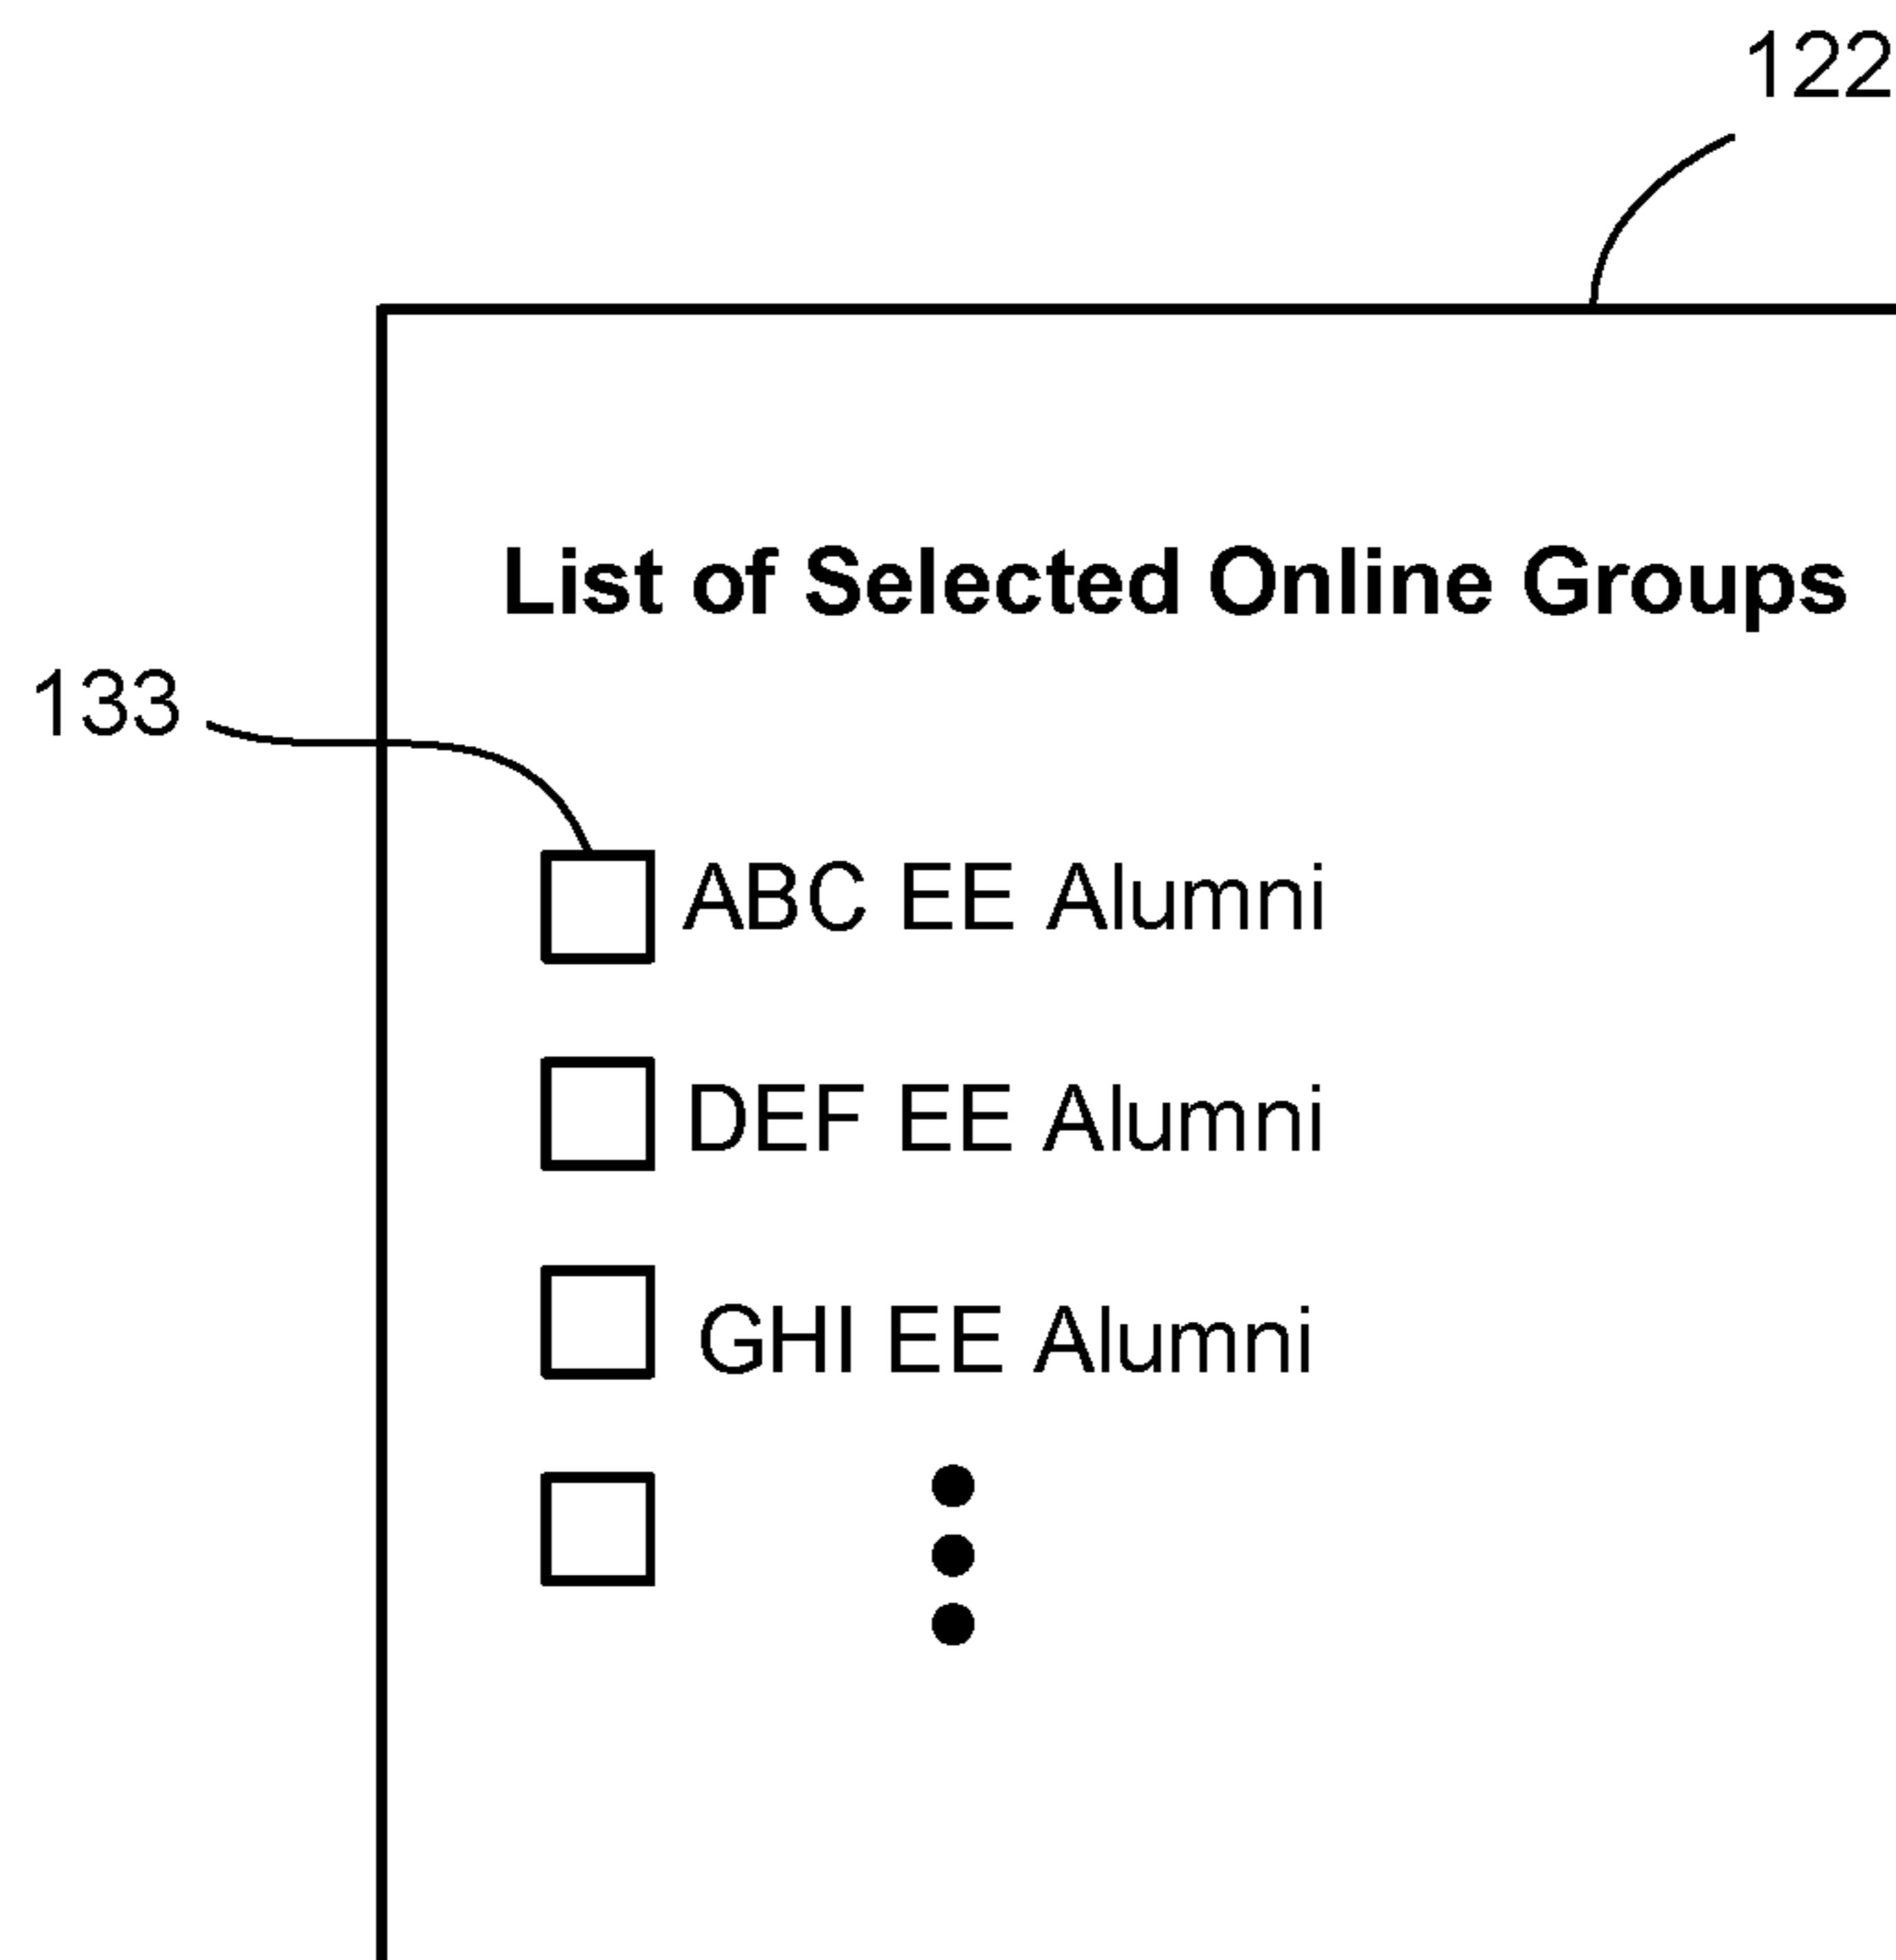 122
List of Selected Online Groups
133
ABC EE Alumni
DEF EE Alumni
GHI EE Alumni